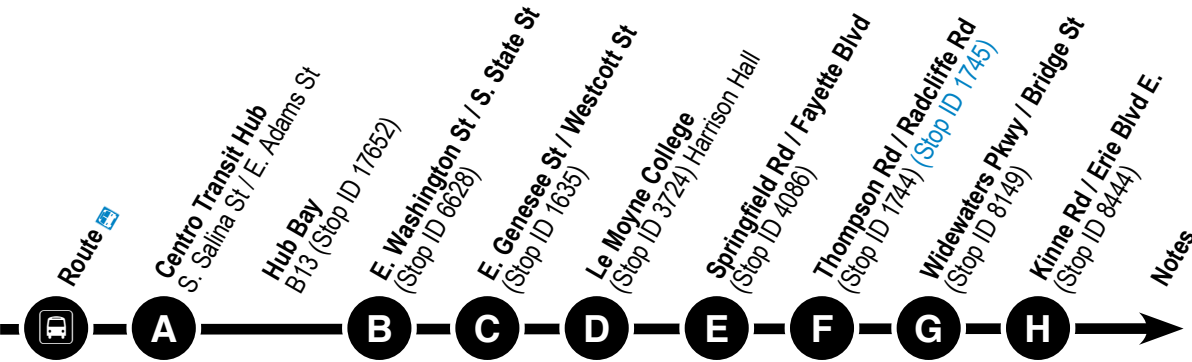 Route
Centro Transit Hub
S. Salina St / E. Adams St
Hub Bay
B13 (Stop ID 17652)
E. Washington St / S. State St
(Stop ID 6628)
E. Genesee St / Westcott St
(Stop ID 1635)
Le Moyne College
(Stop ID 3724) Harrison Hall
Springfield Rd / Fayette Blvd
(Stop ID 4086)
Thompson Rd / Radcliffe Rd
(Stop ID 1744) (Stop ID 1745)
Widewaters Pkwy / Bridge St
(Stop ID 8149)
Kinne Rd / Erie Blvd E.
(Stop ID 8444)
Notes
A B C D E F G H